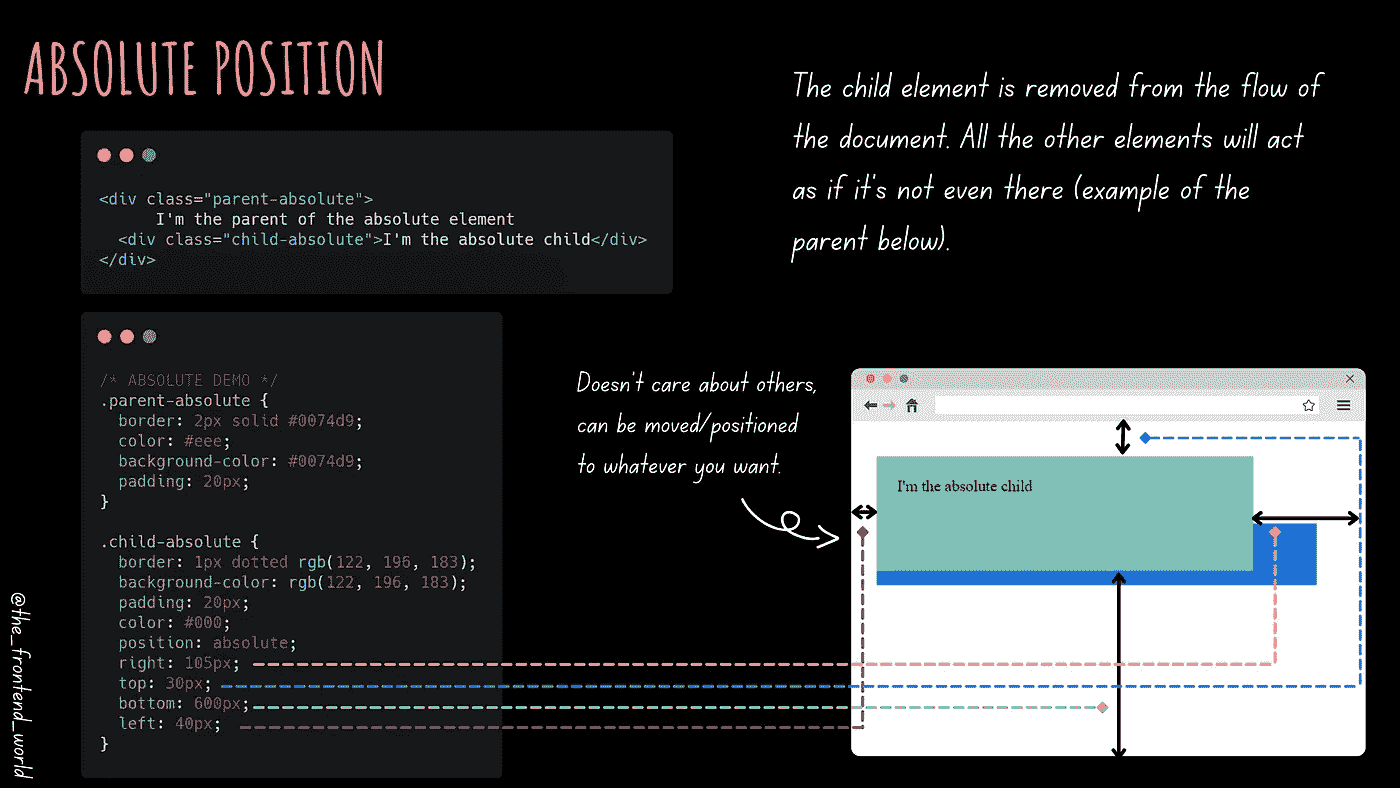 ABSOLUTE POSITION
The child element is removed from the flow of
the document. All the other elements will act
as if it's not even there (example of the
parent below).
<div class="parent-absolute">
I'm the parent of the absolute element
<div class="child-absolute">I'm the absolute child</div>
</div>
/* ABSOLUTE DEMO */
.parent-absolute {
border: 2px solid #0074d9;
color: #eee;
background-color: #0074d9;
padding: 20px;
}
.child-absolute {
border: 1px dotted rgb(122, 196, 183);
background-color: rgb(122, 196, 183);
padding: 20px;
color: #000;
position: absolute;
right: 105px;
top: 30px;
bottom: 600px;
left: 40px;
}
Doesn't care about others,
can be moved/positioned
to whatever you want.
I'm the absolute child
@the_frontend_world